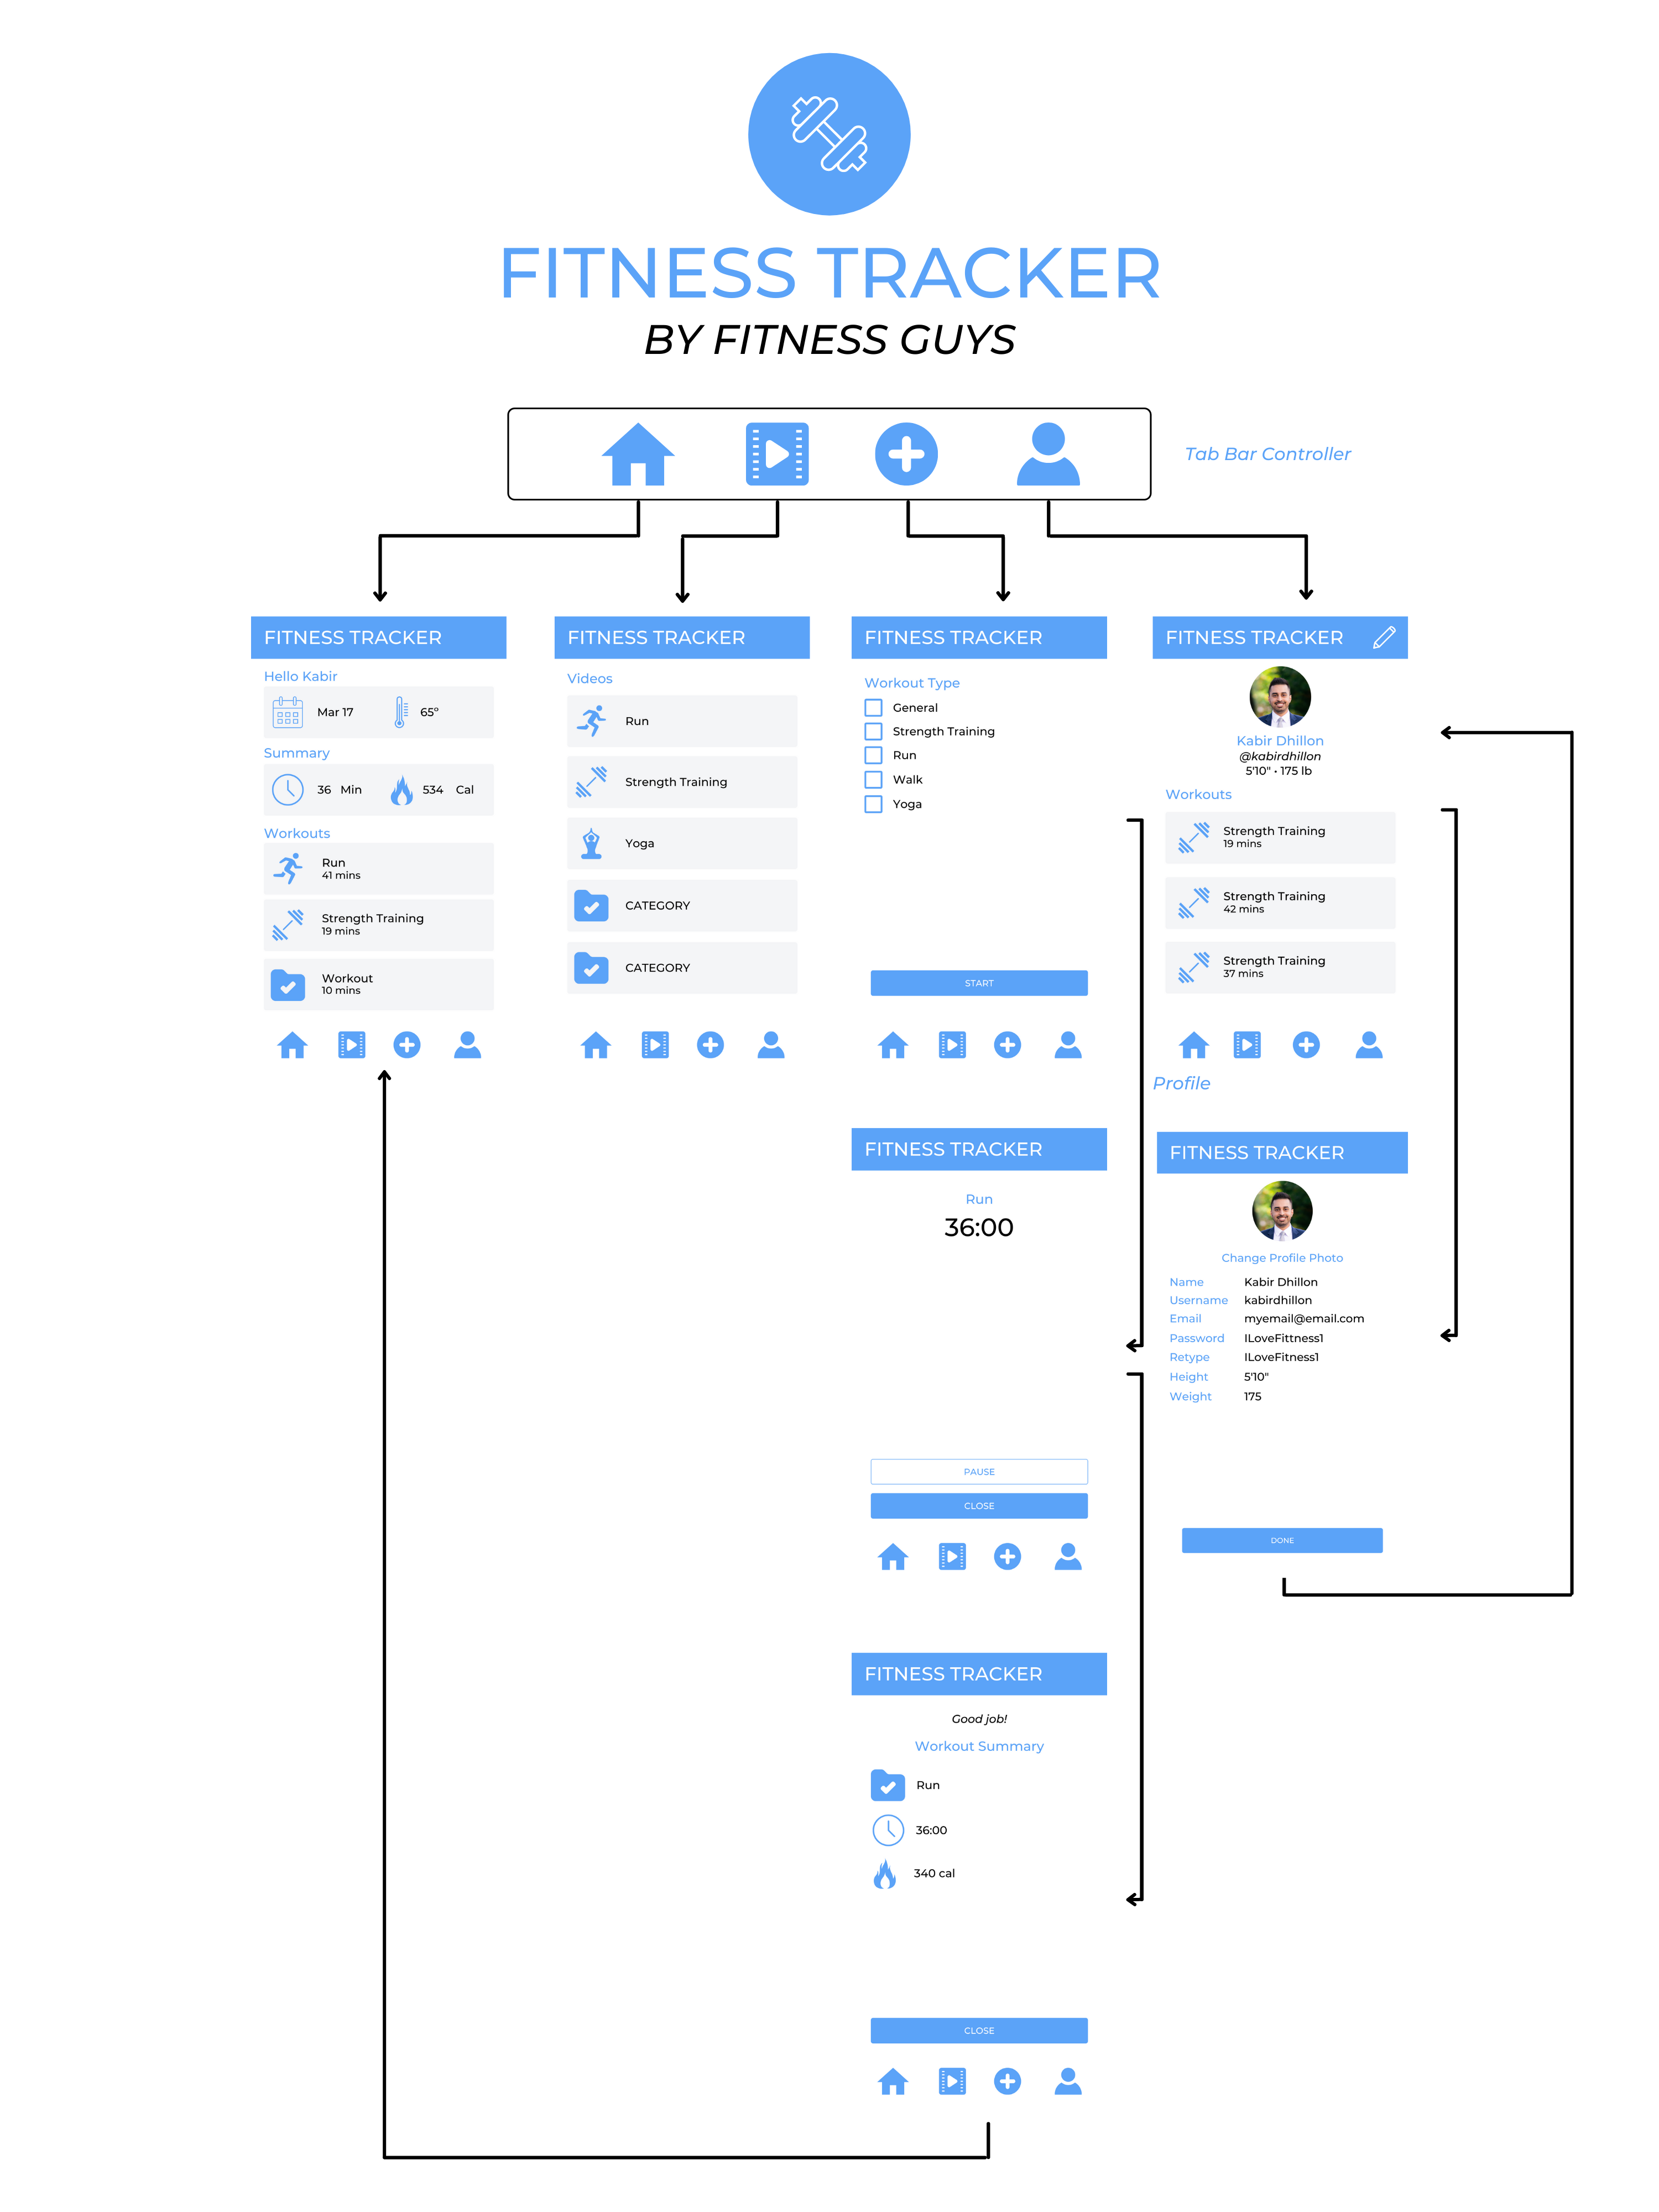 FITNESS TRACKER
BY FITNESS GUYS
Tab Bar Controller
FITNESS TRACKER
Hello Kabir
Mar 17 65º
Summary
36 Min 534 Cal
Workouts
Run
41 mins
Strength Training
19 mins
Workout
10 mins
FITNESS TRACKER
Videos
Run
Strength Training
Yoga
CATEGORY
CATEGORY
FITNESS TRACKER
Workout Type
General
Strength Training
Run
Walk
Yoga
START
FITNESS TRACKER
Kabir Dhillon
@kabirdhillon
5'10" • 175 lb
Workouts
Strength Training
19 mins
Strength Training
42 mins
Strength Training
37 mins
Profile
FITNESS TRACKER
Run
36:00
PAUSE
CLOSE
FITNESS TRACKER
Change Profile Photo
Name Kabir Dhillon
Username kabirdhillon
Email myemail@email.com
Password ILoveFittness1
Retype ILoveFitness1
Height 5'10"
Weight 175
DONE
FITNESS TRACKER
Good job!
Workout Summary
Run
36:00
340 cal
CLOSE